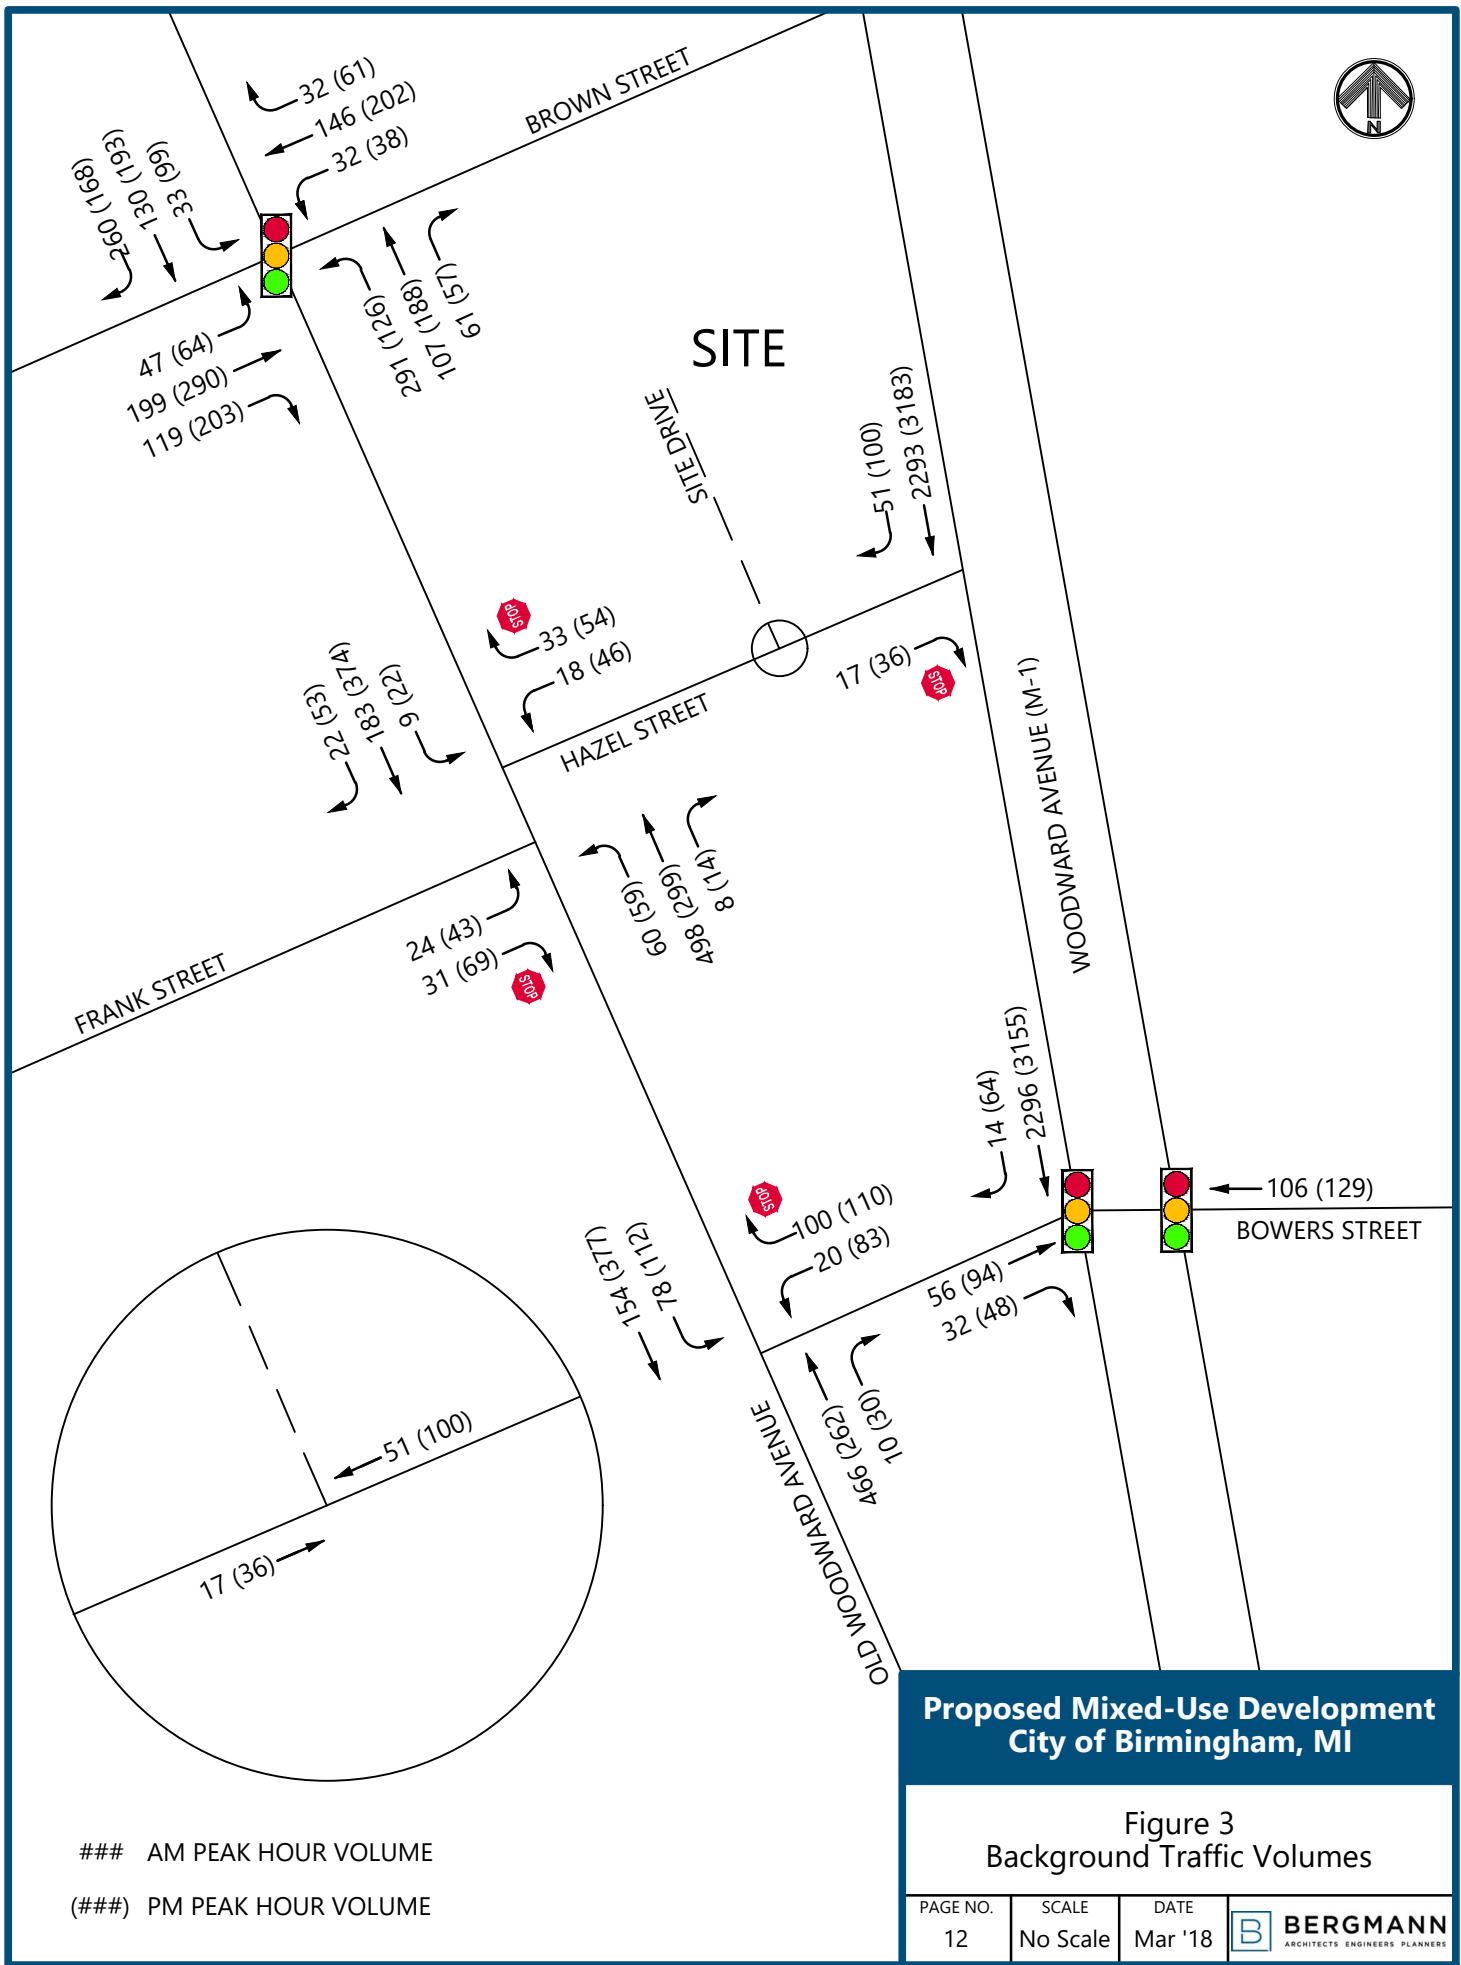 32 (61)
146 (202)
32 (38)
BROWN STREET
N
260 (168)
130 (193)
33 (99)
47 (64)
199 (290)
119 (203)
291 (126)
107 (188)
61 (57)
SITE
SITE DRIVE
51 (100)
2293 (3183)
STOP
33 (54)
18 (46)
17 (36)
STOP
HAZEL STREET
22 (53)
183 (374)
9 (22)
WOODWARD AVENUE (M-1)
60 (59)
498 (299)
8 (14)
24 (43)
31 (69)
STOP
FRANK STREET
14 (64)
2296 (3155)
STOP
100 (110)
20 (83)
106 (129)
BOWERS STREET
154 (377)
78 (112)
56 (94)
32 (48)
466 (262)
10 (30)
OLD WOODWARD AVENUE
51 (100)
17 (36)
### AM PEAK HOUR VOLUME
(###) PM PEAK HOUR VOLUME
Proposed Mixed-Use Development
City of Birmingham, MI
Figure 3
Background Traffic Volumes
PAGE NO.
12
SCALE
No Scale
DATE
Mar '18
B
BERGMANN
ARCHITECTS ENGINEERS PLANNERS